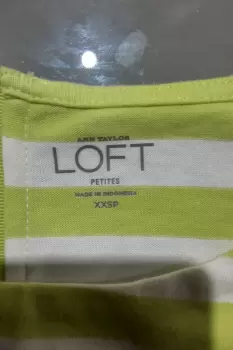 ANN TAYLOR
LOFT
PETITES
MADE IN INDONESIA
XXSP